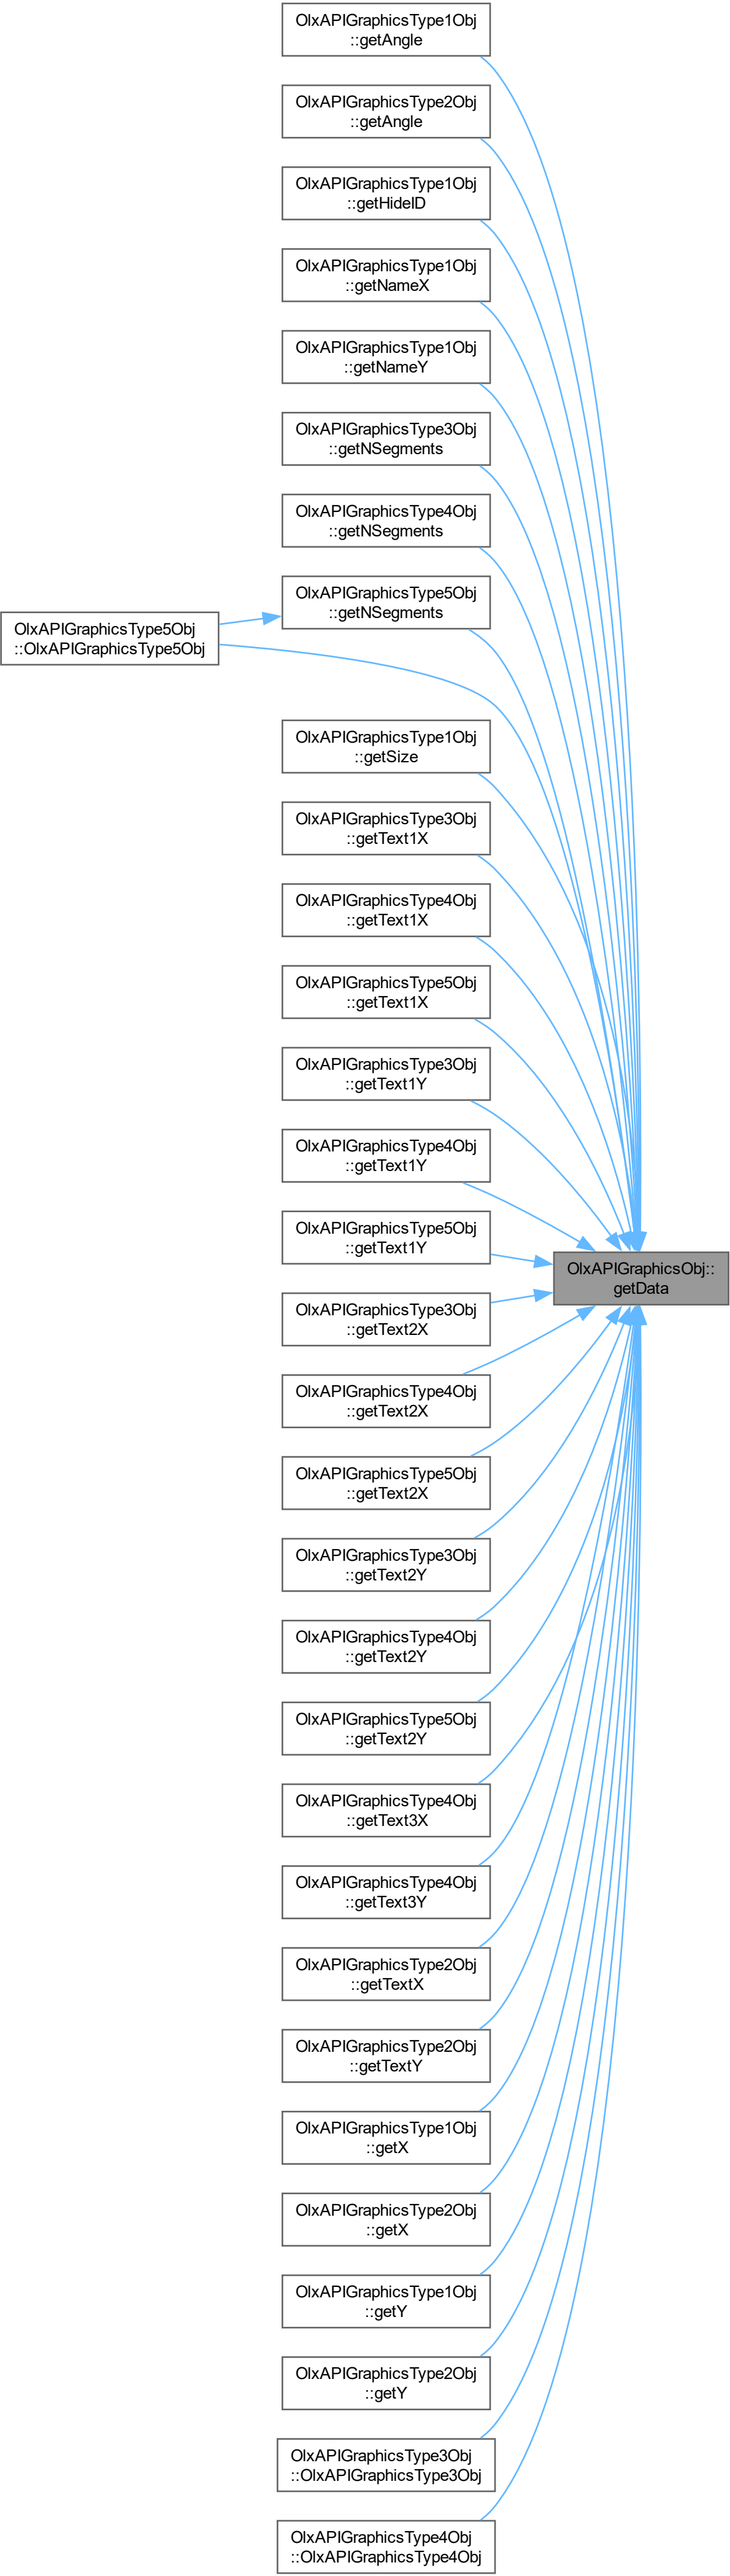 OlxAPIGraphicsType1Obj
::getAngle
OlxAPIGraphicsType2Obj
::getAngle
OlxAPIGraphicsType1Obj
::getHideID
OlxAPIGraphicsType1Obj
::getNameX
OlxAPIGraphicsType1Obj
::getNameY
OlxAPIGraphicsType3Obj
::getNSegments
OlxAPIGraphicsType4Obj
::getNSegments
OlxAPIGraphicsType5Obj
::getNSegments
OlxAPIGraphicsType5Obj
::OlxAPIGraphicsType5Obj
OlxAPIGraphicsType1Obj
::getSize
OlxAPIGraphicsType3Obj
::getText1X
OlxAPIGraphicsType4Obj
::getText1X
OlxAPIGraphicsType5Obj
::getText1X
OlxAPIGraphicsType3Obj
::getText1Y
OlxAPIGraphicsType4Obj
::getText1Y
OlxAPIGraphicsType5Obj
::getText1Y
OlxAPIGraphicsObj::
getData
OlxAPIGraphicsType3Obj
::getText2X
OlxAPIGraphicsType4Obj
::getText2X
OlxAPIGraphicsType5Obj
::getText2X
OlxAPIGraphicsType3Obj
::getText2Y
OlxAPIGraphicsType4Obj
::getText2Y
OlxAPIGraphicsType5Obj
::getText2Y
OlxAPIGraphicsType4Obj
::getText3X
OlxAPIGraphicsType4Obj
::getText3Y
OlxAPIGraphicsType2Obj
::getTextX
OlxAPIGraphicsType2Obj
::getTextY
OlxAPIGraphicsType1Obj
::getX
OlxAPIGraphicsType2Obj
::getX
OlxAPIGraphicsType1Obj
::getY
OlxAPIGraphicsType2Obj
::getY
OlxAPIGraphicsType3Obj
::OlxAPIGraphicsType3Obj
OlxAPIGraphicsType4Obj
::OlxAPIGraphicsType4Obj